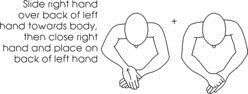 Slide right hand
over back of left
hand towards body,
then close right
hand and place on
back of left hand
+